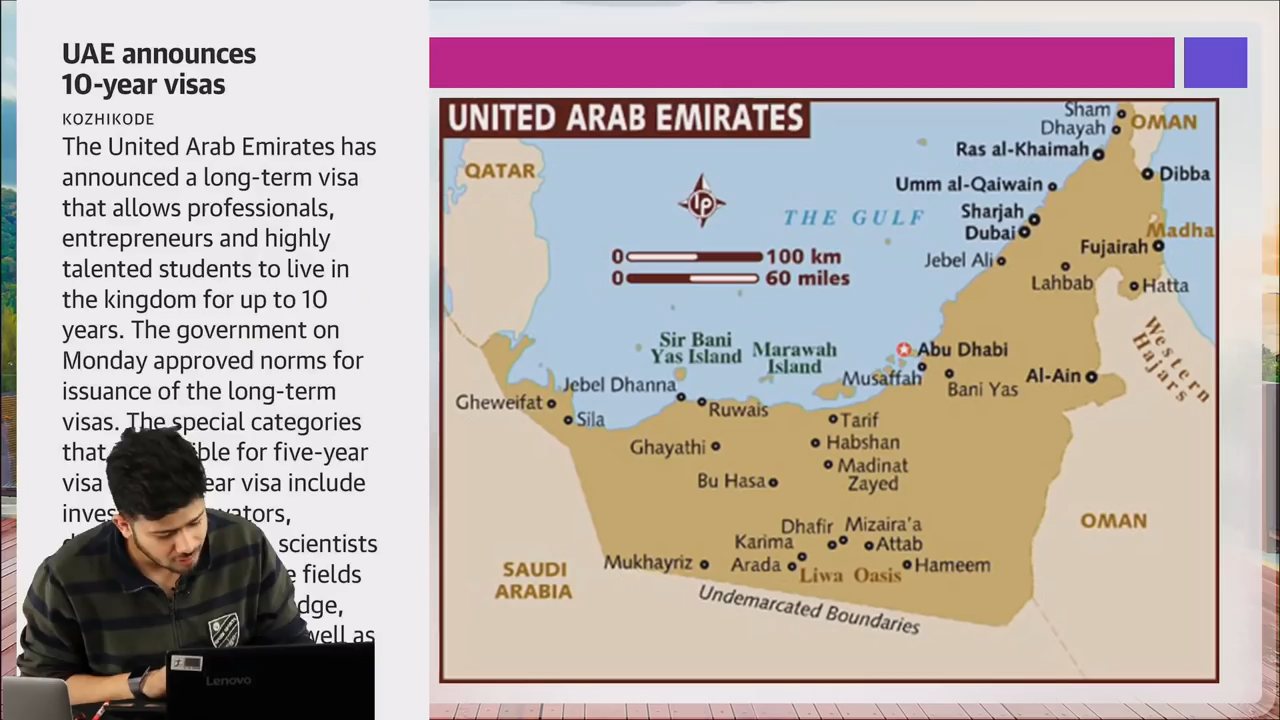 UAE announces
10-year visas
KOZHIKODE
The United Arab Emirates has
announced a long-term visa
that allows professionals,
entrepreneurs and highly
talented students to live in
the kingdom for up to 10
years. The government on
Monday approved norms for
issuance of the long-term
visas. The special categories
that ble for five-year
visa ear visa include
inves vators,
scientists
fields
dge,
well as
Lenovo
UNITED ARAB EMIRATES
Sham
Dhayah
OMAN
Ras al-Khaimah
QATAR
Dibba
Umm al-Qaiwain
lp
THE GULF
Sharjah
Dubai
Madha
Fujairah
0 100 km
0 60 miles
Jebel Ali
Lahbab
Hatta
Western
Hajars
Sir Bani
Yas Island
Marawah
Island
Abu Dhabi
Musaffah
Bani Yas
Al-Ain
Jebel Dhanna
Gheweifat
Ruwais
Sila
Tarif
Ghayathi
Habshan
Madinat
Zayed
Bu Hasa
OMAN
Dhafir
Mizaira'a
Karima
Attab
Mukhayriz
Arada
Hameem
Liwa Oasis
SAUDI
ARABIA
Undemarcated Boundaries